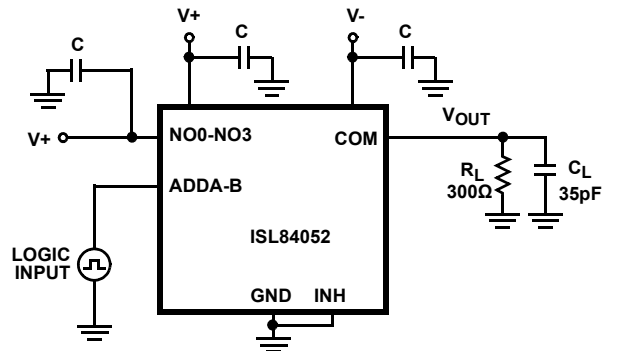 V+
V-
C
C
C
V+
NO0-NO3
COM
VOUT
ADDA-B
RL
300Ω
CL
35pF
ISL84052
LOGIC
INPUT
GND
INH